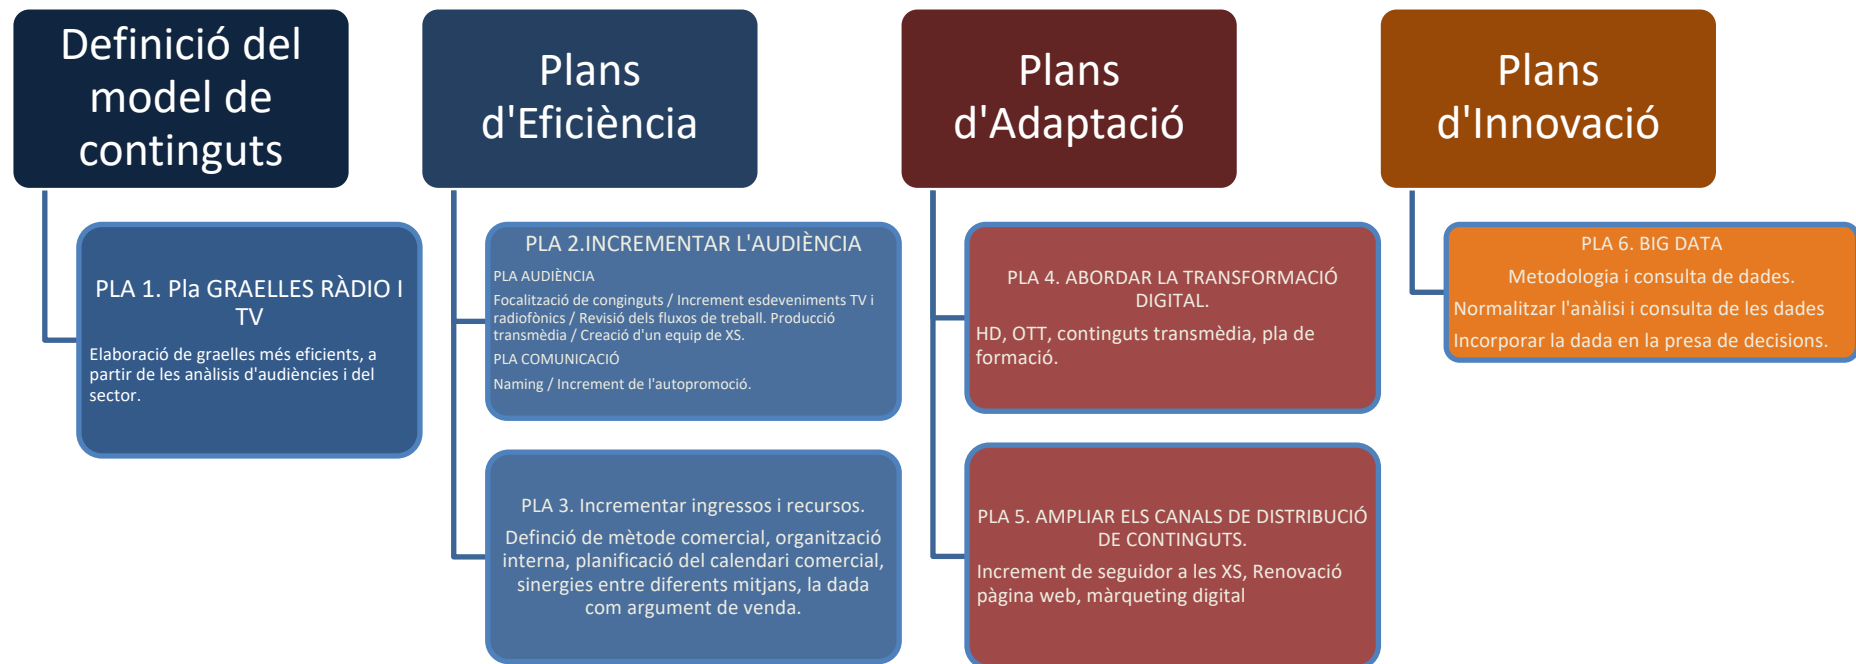 Definició del
model de
continguts
PLA 1. Pla GRAELLES RÀDIO I
TV
Elaboració de graelles més eficients, a
partir de les anàlisis d'audiències i del
sector.
Plans
d'Eficiència
PLA 2.INCREMENTAR L'AUDIÈNCIA
PLA AUDIÈNCIA
Focalització de conginguts / Increment esdeveniments TV i
radiofònics / Revisió dels fluxos de treball. Producció
transmèdia / Creació d'un equip de XS.
PLA COMUNICACIÓ
Naming / Increment de l'autopromoció.
PLA 3. Incrementar ingressos i recursos.
Definció de mètode comercial, organització
interna, planificació del calendari comercial,
sinergies entre diferents mitjans, la dada
com argument de venda.
Plans
d'Adaptació
PLA 4. ABORDAR LA TRANSFORMACIÓ
DIGITAL.
HD, OTT, continguts transmèdia, pla de
formació.
PLA 5. AMPLIAR ELS CANALS DE DISTRIBUCIÓ
DE CONTINGUTS.
Increment de seguidor a les XS, Renovació
pàgina web, màrqueting digital
Plans
d'Innovació
PLA 6. BIG DATA
Metodologia i consulta de dades.
Normalitzar l'anàlisi i consulta de les dades
Incorporar la dada en la presa de decisions.